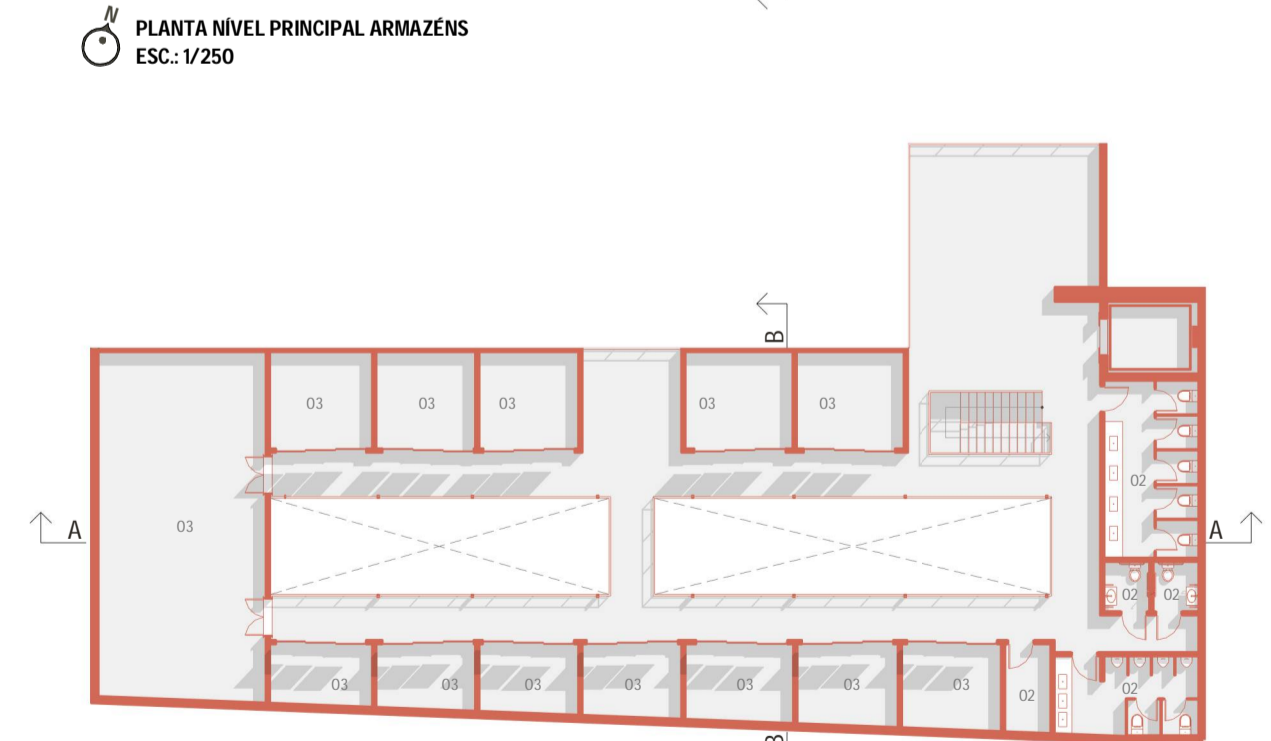 N
PLANTA NÍVEL PRINCIPAL ARMAZÉNS
ESC.: 1/250
B
03 03 03 03 03
02
A 03 A
02 02
03 03 03 03 03 03 03 02 02
B